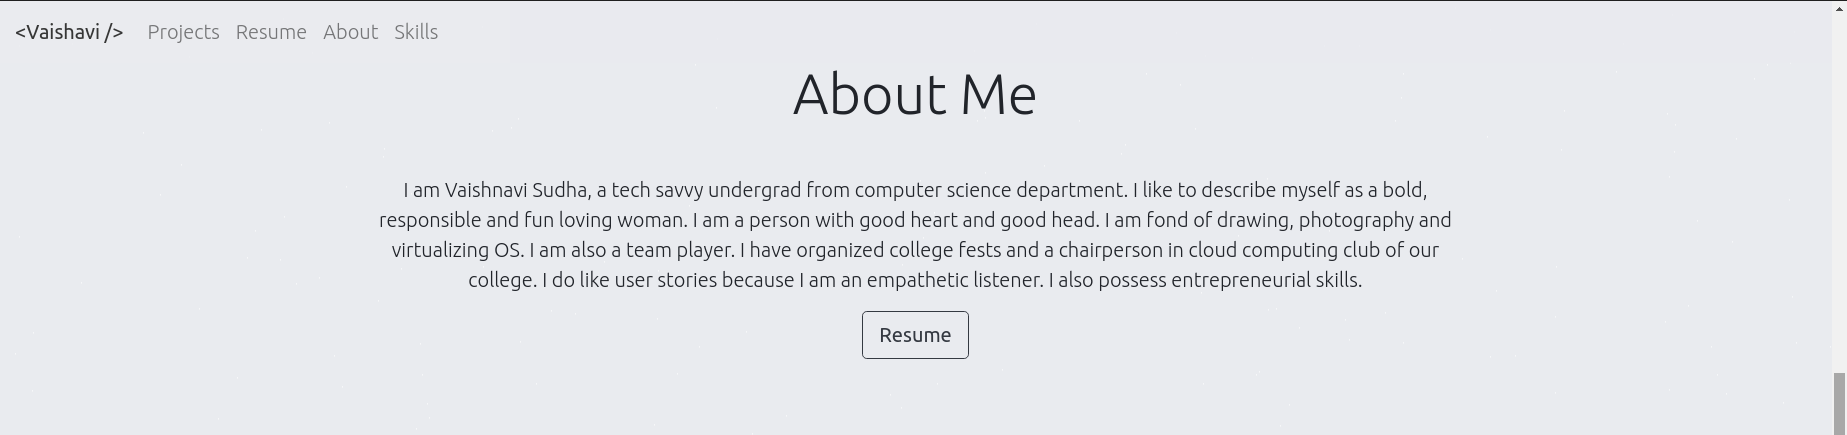 <Vaishavi /> Projects Resume About Skills
About Me
I am Vaishnavi Sudha, a tech savvy undergrad from computer science department. I like to describe myself as a bold,
responsible and fun loving woman. I am a person with good heart and good head. I am fond of drawing, photography and
virtualizing OS. I am also a team player. I have organized college fests and a chairperson in cloud computing club of our
college. I do like user stories because I am an empathetic listener. I also possess entrepreneurial skills.
Resume